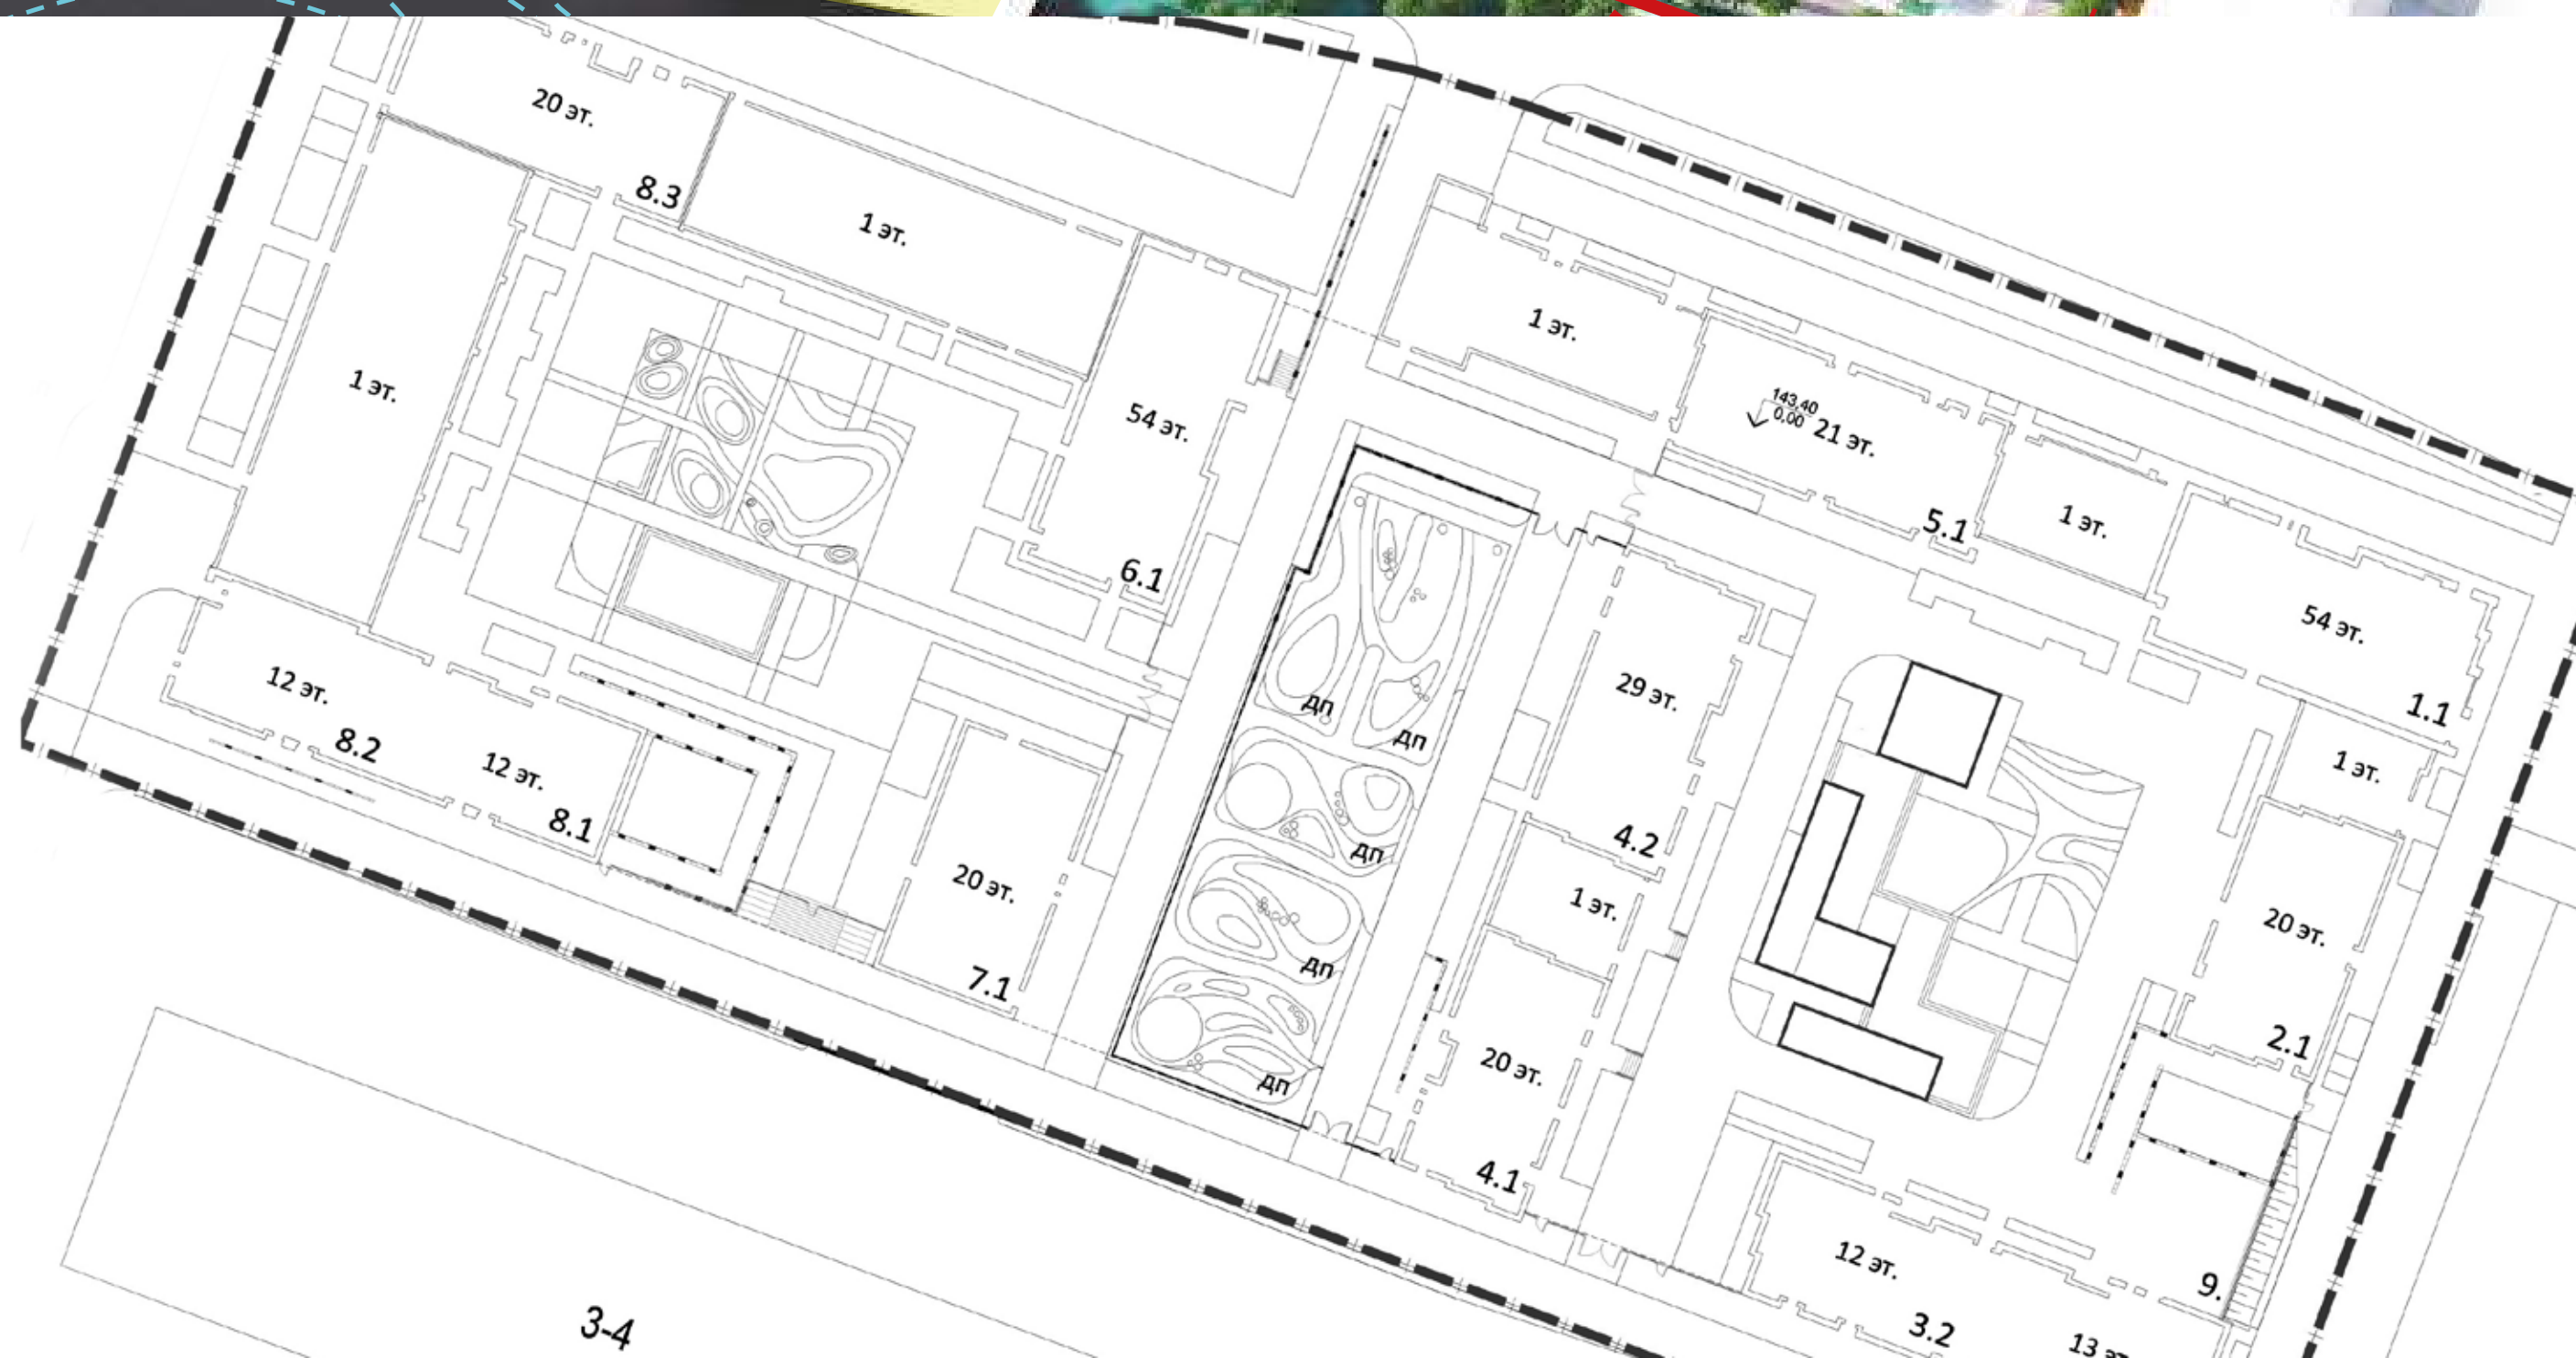 20 эт.
8.3
1 эт.
1 эт.
54 эт.
6.1
12 эт.
8.2
12 эт.
8.1
20 эт.
7.1
1 эт.
143,40
0,00
21 эт.
5.1
1 эт.
54 эт.
1.1
29 эт.
4.2
1 эт.
20 эт.
4.1
дп
дп
дп
дп
дп
1 эт.
20 эт.
2.1
12 эт.
3.2
9.
13 эт.
3-4